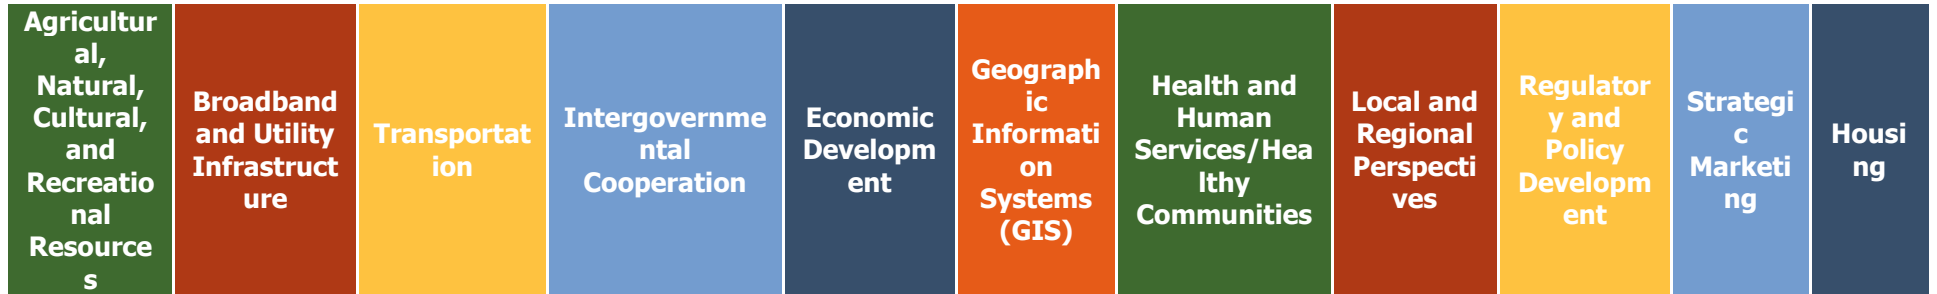 Agricultur
al,
Natural,
Cultural,
and
Recreatio
nal
Resource
s
Broadband
and Utility
Infrastruct
ure
Transportat
ion
Intergovernme
ntal
Cooperation
Economic
Developm
ent
Geograph
ic
Informati
on
Systems
(GIS)
Health and
Human
Services/Hea
lthy
Communities
Local and
Regional
Perspecti
ves
Regulator
y and
Policy
Developm
ent
Strategi
c
Marketi
ng
Housi
ng